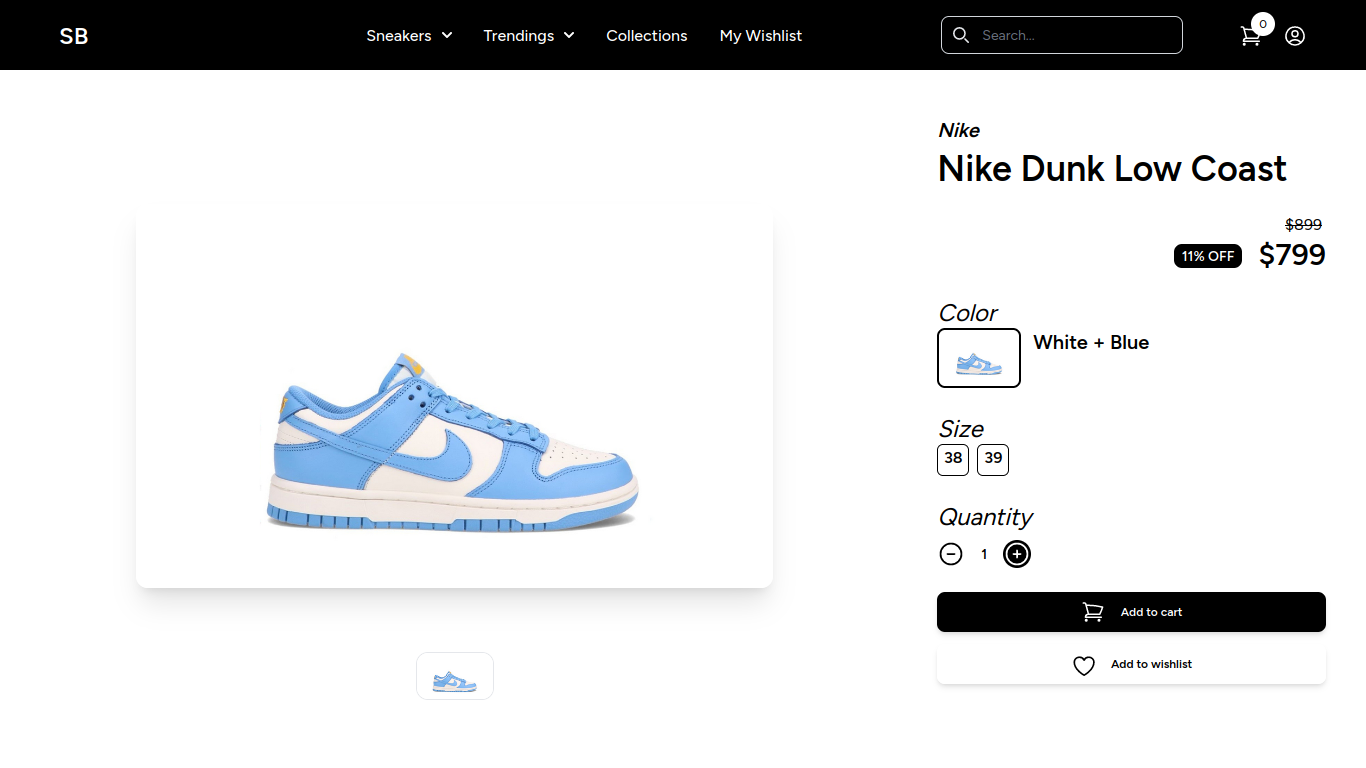 SB
Sneakers
Trendings
Collections
My Wishlist
Search...
0
Nike
Nike Dunk Low Coast
$899
11% OFF
$799
Color
White + Blue
Size
38
39
Quantity
1
Add to cart
Add to wishlist